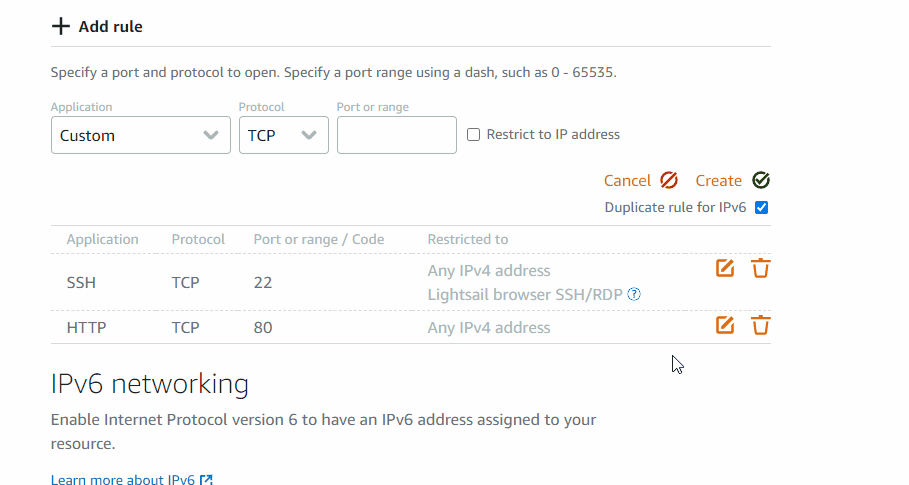 Add rule
Specify a port and protocol to open. Specify a port range using a dash, such as 0 - 65535.
Application Protocol Port or range
Custom TCP Restrict to IP address
Cancel Create
Duplicate rule for IPv6
Application Protocol Port or range / Code Restricted to
SSH TCP 22 Any IPv4 address
Lightsail browser SSH/RDP ?
HTTP TCP 80 Any IPv4 address
IPv6 networking
Enable Internet Protocol version 6 to have an IPv6 address assigned to your
resource.
Learn more about IPv6